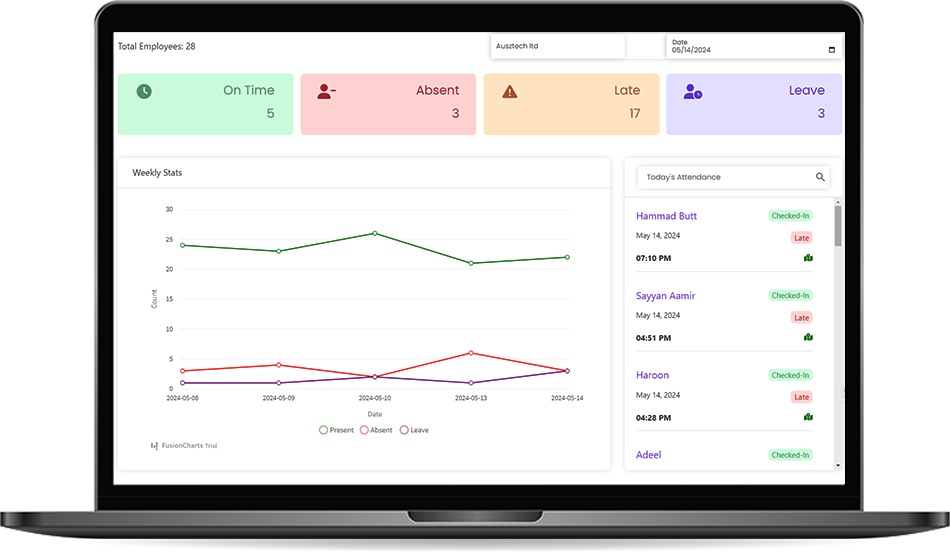 Total Employees: 28
Ausztech ltd
Date
05/14/2024
On Time
5
Absent
3
Late
17
Leave
3
Weekly Stats
30
25
20
15
10
5
0
Count
2024-05-08 2024-05-09 2024-05-10 2024-05-13 2024-05-14
Date
Present Absent Leave
FusionCharts Trial
Today's Attendance
Hammad Butt Checked-In
May 14, 2024 Late
07:10 PM
Sayyan Aamir Checked-In
May 14, 2024 Late
04:51 PM
Haroon Checked-In
May 14, 2024 Late
04:28 PM
Adeel Checked-In